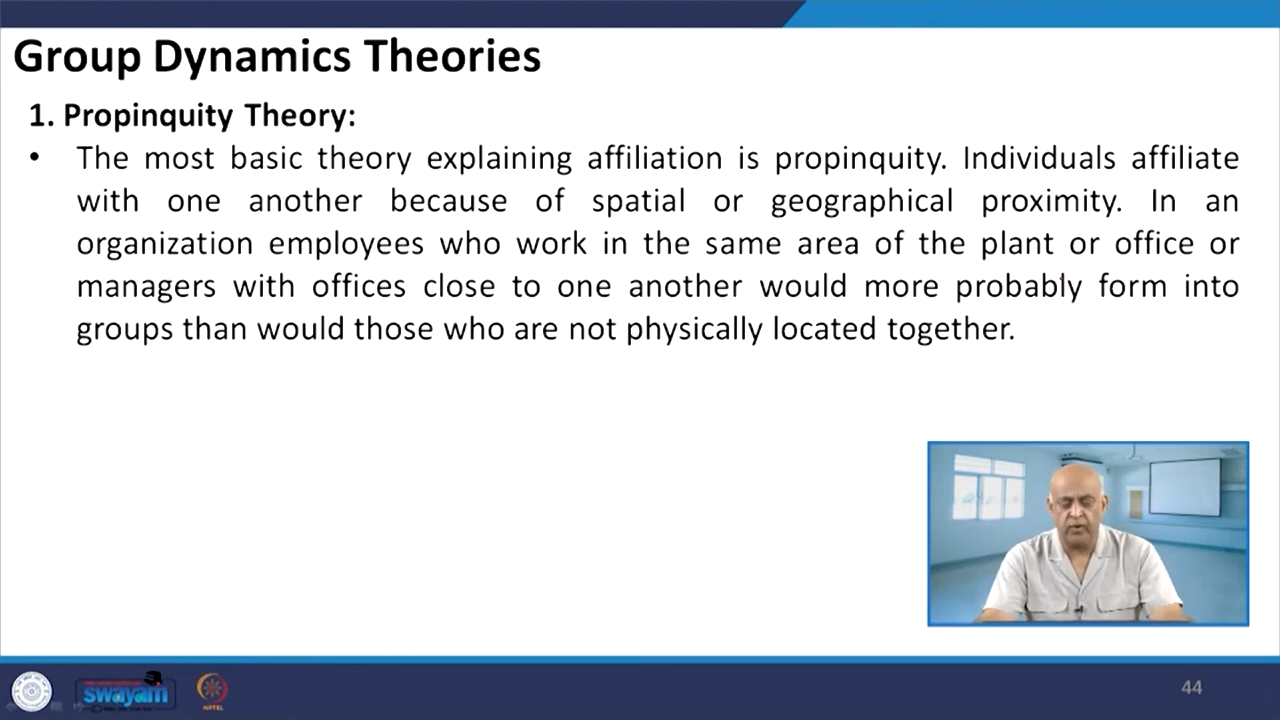 Group Dynamics Theories
1. Propinquity Theory:
• The most basic theory explaining affiliation is propinquity. Individuals affiliate
with one another because of spatial or geographical proximity. In an
organization employees who work in the same area of the plant or office or
managers with offices close to one another would more probably form into
groups than would those who are not physically located together.
swayam
NPTEL
44